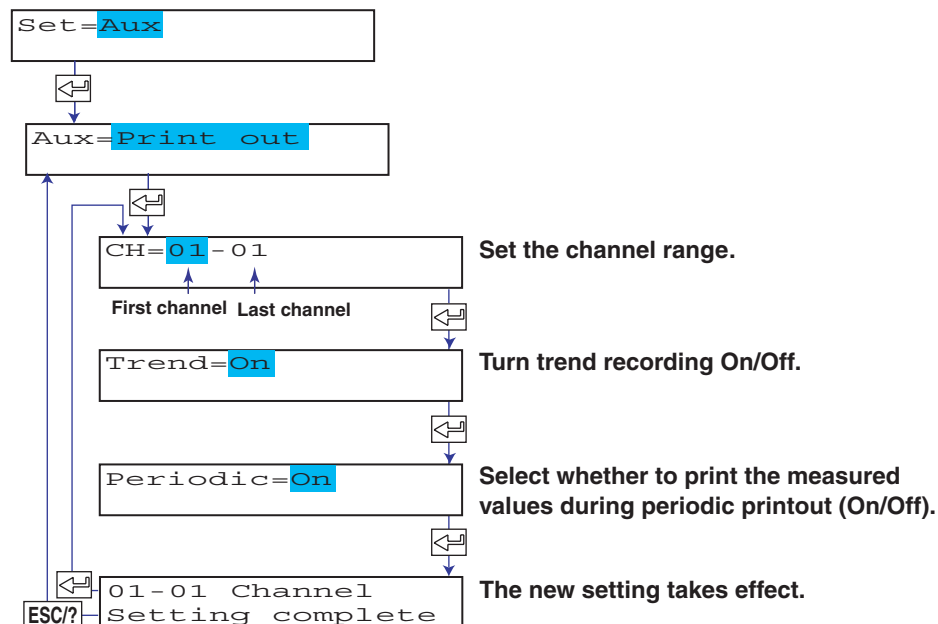 Set=Aux
Aux=Print out
CH=01-01
Set the channel range.
First channel Last channel
Trend=On
Turn trend recording On/Off.
Periodic=On
Select whether to print the measured
values during periodic printout (On/Off).
01-01 Channel
The new setting takes effect.
ESC/?
Setting complete